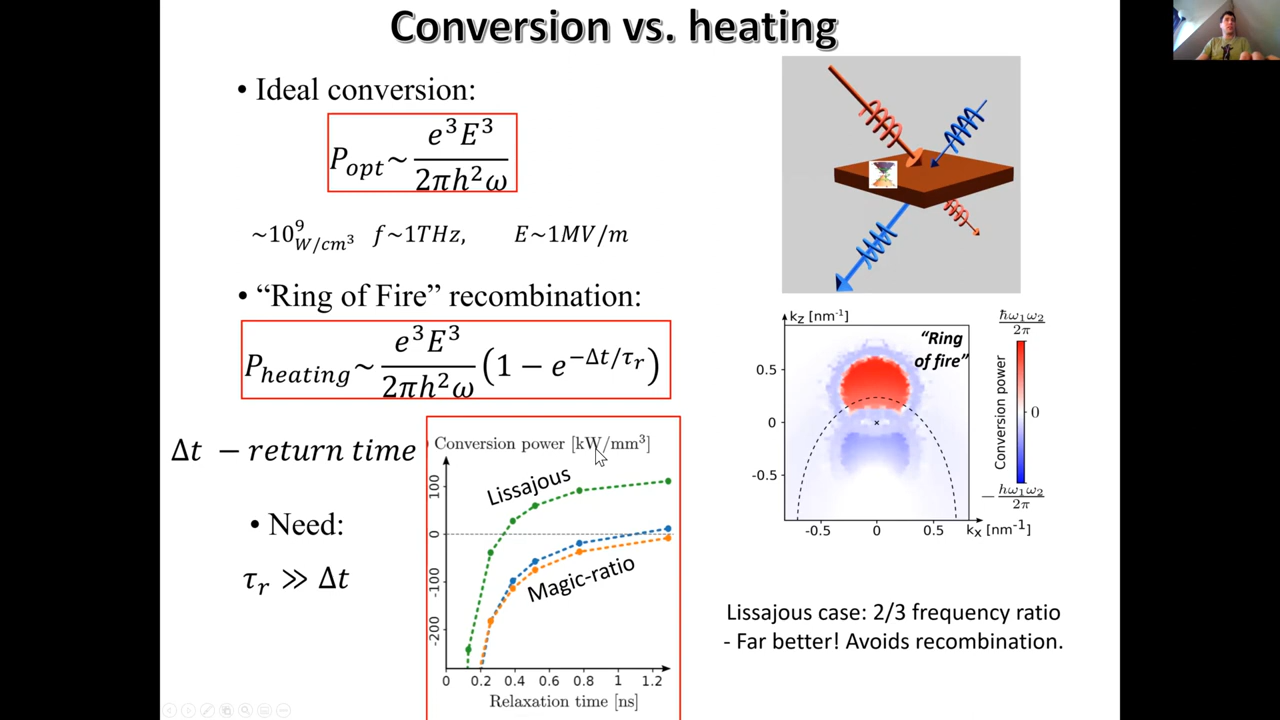 Conversion vs. heating
• Ideal conversion:
P_opt ~ e³E³ / 2πh²ω
~10⁹_W/cm³ f~1THz, E~1MV/m
• “Ring of Fire” recombination:
P_heating ~ e³E³ / 2πh²ω (1 − e^(−Δt/τ_r))
Δt − return time
• Need:
τ_r ≫ Δt
Conversion power [kW/mm³]
100
0
-100
-200
Lissajous
Magic-ratio
0 0.2 0.4 0.6 0.8 1 1.2
Relaxation time [ns]
k_z [nm⁻¹]
“Ring
of fire”
0.5
0
-0.5
-0.5 0 0.5 k_x [nm⁻¹]
ħω₁ω₂ / 2π
Conversion power
0
− ħω₁ω₂ / 2π
Lissajous case: 2/3 frequency ratio
- Far better! Avoids recombination.